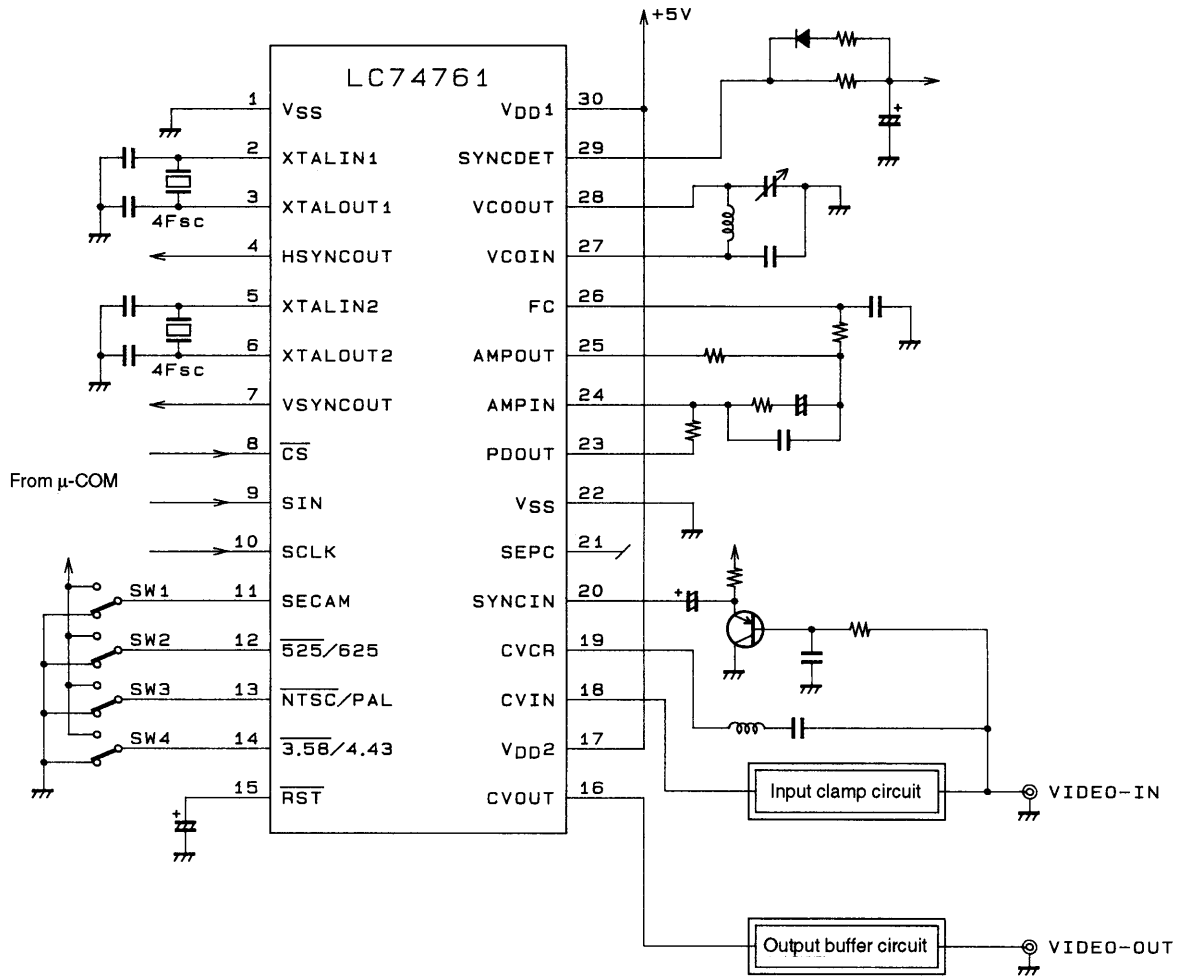 +5V
LC74761
1 VSS
VDD1 30
2 XTALIN1
SYNCDET 29
3 XTALOUT1
VCOOUT 28
4Fsc
4 HSYNCOUT
VCOIN 27
5 XTALIN2
FC 26
6 XTALOUT2
AMPOUT 25
4Fsc
7 VSYNCOUT
AMPIN 24
8 CS
PDOUT 23
From μ-COM
9 SIN
VSS 22
10 SCLK
SEPC 21
SW1 11 SECAM
SYNCIN 20
SW2 12 525/625
CVCR 19
SW3 13 NTSC/PAL
CVIN 18
SW4 14 3.58/4.43
VDD2 17
15 RST
CVOUT 16
Input clamp circuit
VIDEO-IN
Output buffer circuit
VIDEO-OUT
+
+
+